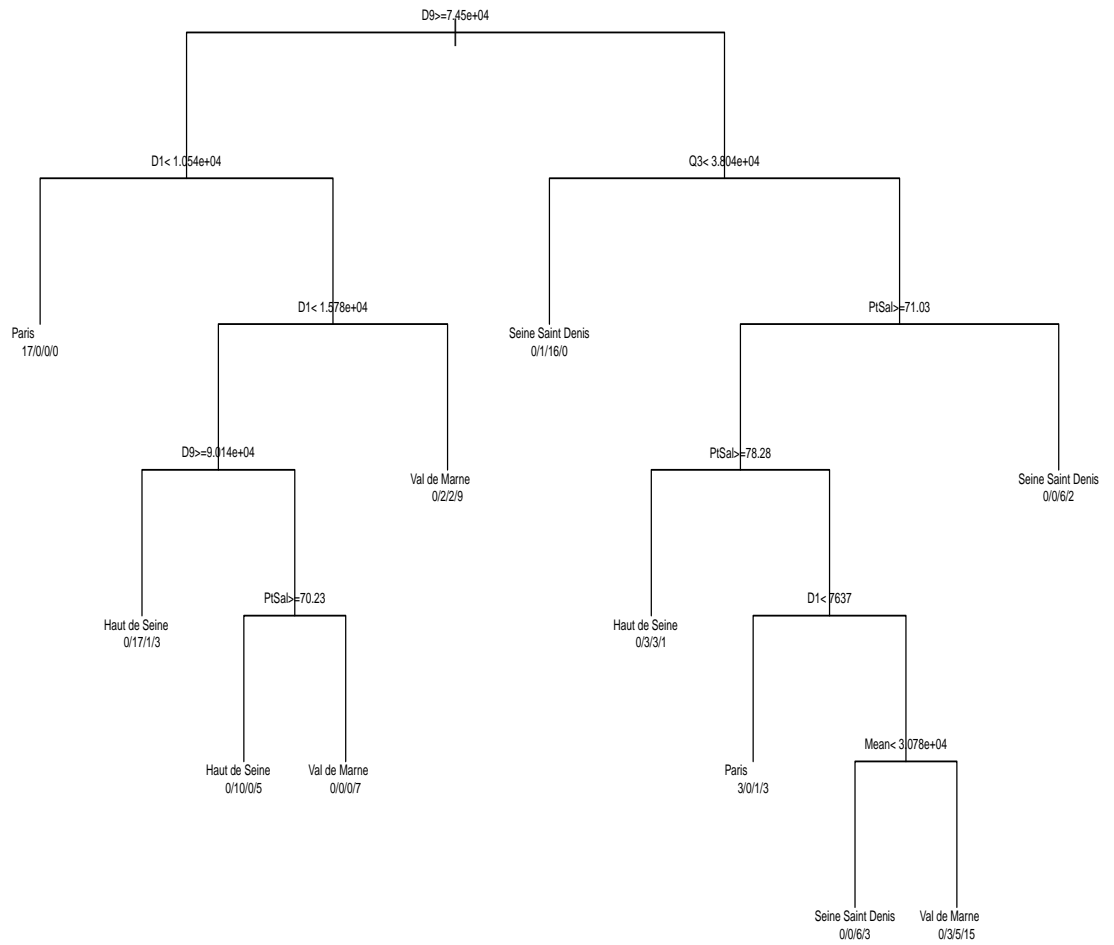 D9>=7.45e+04
D1< 1.054e+04
Q3< 3.804e+04
D1< 1.578e+04
PtSal>=71.03
Paris
17/0/0/0
Seine Saint Denis
0/1/16/0
D9>=9.014e+04
PtSal>=78.28
Val de Marne
0/2/2/9
Seine Saint Denis
0/0/6/2
PtSal>=70.23
D1< 7637
Haut de Seine
0/17/1/3
Haut de Seine
0/3/3/1
Mean< 3.078e+04
Haut de Seine
0/10/0/5
Val de Marne
0/0/0/7
Paris
3/0/1/3
Seine Saint Denis
0/0/6/3
Val de Marne
0/3/5/15